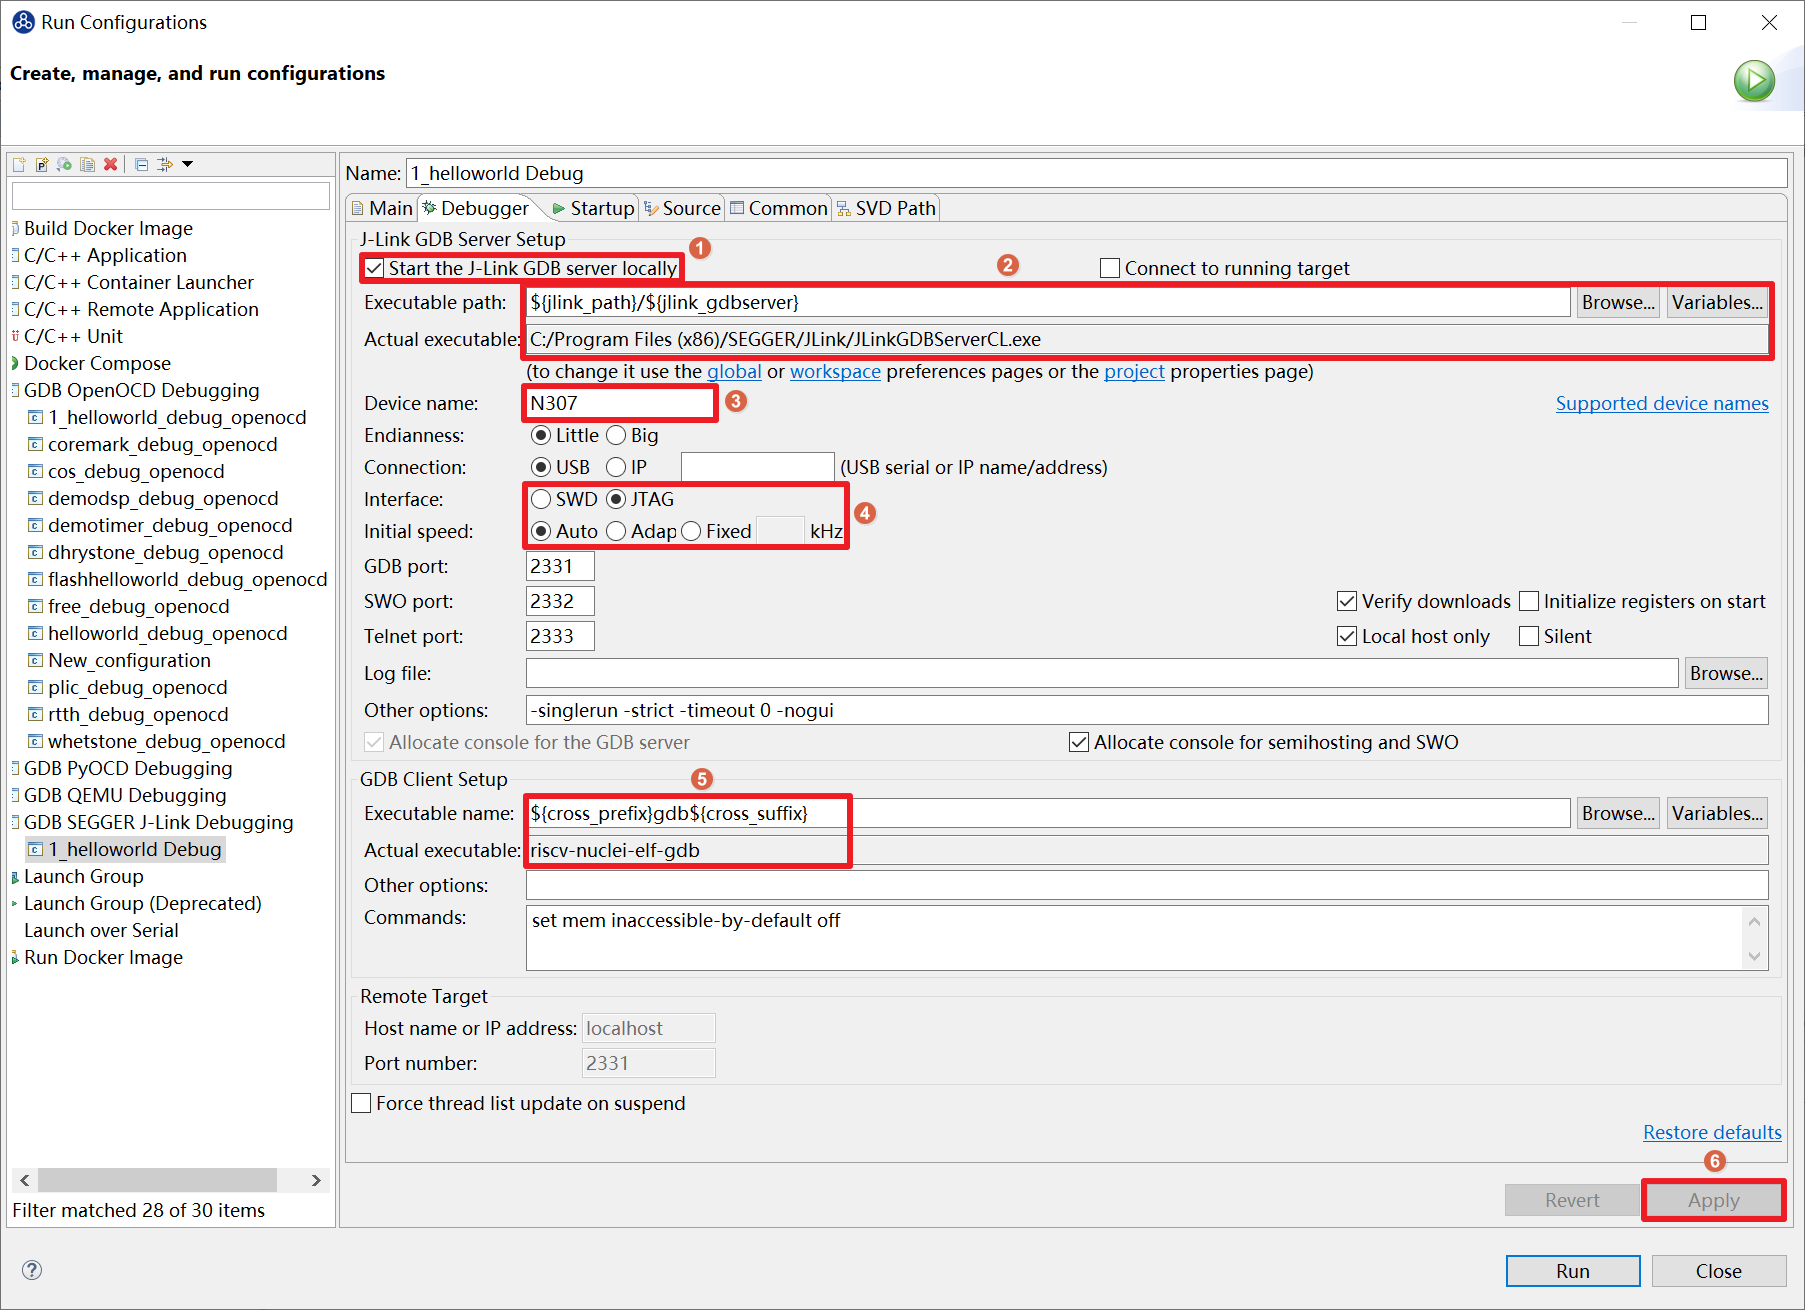 Run Configurations
Create, manage, and run configurations
Build Docker Image
C/C++ Application
C/C++ Container Launcher
C/C++ Remote Application
C/C++ Unit
Docker Compose
GDB OpenOCD Debugging
1_helloworld_debug_openocd
coremark_debug_openocd
cos_debug_openocd
demodsp_debug_openocd
demotimer_debug_openocd
dhrystone_debug_openocd
flashhelloworld_debug_openocd
free_debug_openocd
helloworld_debug_openocd
New_configuration
plic_debug_openocd
rtth_debug_openocd
whetstone_debug_openocd
GDB PyOCD Debugging
GDB QEMU Debugging
GDB SEGGER J-Link Debugging
1_helloworld Debug
Launch Group
Launch Group (Deprecated)
Launch over Serial
Run Docker Image
Filter matched 28 of 30 items
Name: 1_helloworld Debug
Main Debugger Startup Source Common SVD Path
J-Link GDB Server Setup
1
Start the J-Link GDB server locally
2
Connect to running target
Executable path: ${jlink_path}/${jlink_gdbserver} Browse... Variables...
Actual executable: C:/Program Files (x86)/SEGGER/JLink/JLinkGDBServerCL.exe
(to change it use the global or workspace preferences pages or the project properties page)
Device name: N307 3 Supported device names
Endianness: Little Big
Connection: USB IP (USB serial or IP name/address)
Interface: SWD JTAG
4
Initial speed: Auto Adap Fixed kHz
GDB port: 2331
SWO port: 2332 Verify downloads Initialize registers on start
Telnet port: 2333 Local host only Silent
Log file: Browse...
Other options: -singlerun -strict -timeout 0 -nogui
Allocate console for the GDB server Allocate console for semihosting and SWO
GDB Client Setup 5
Executable name: ${cross_prefix}gdb${cross_suffix} Browse... Variables...
Actual executable: riscv-nuclei-elf-gdb
Other options:
Commands: set mem inaccessible-by-default off
Remote Target
Host name or IP address: localhost
Port number: 2331
Force thread list update on suspend
Restore defaults
6
Revert Apply
? Run Close